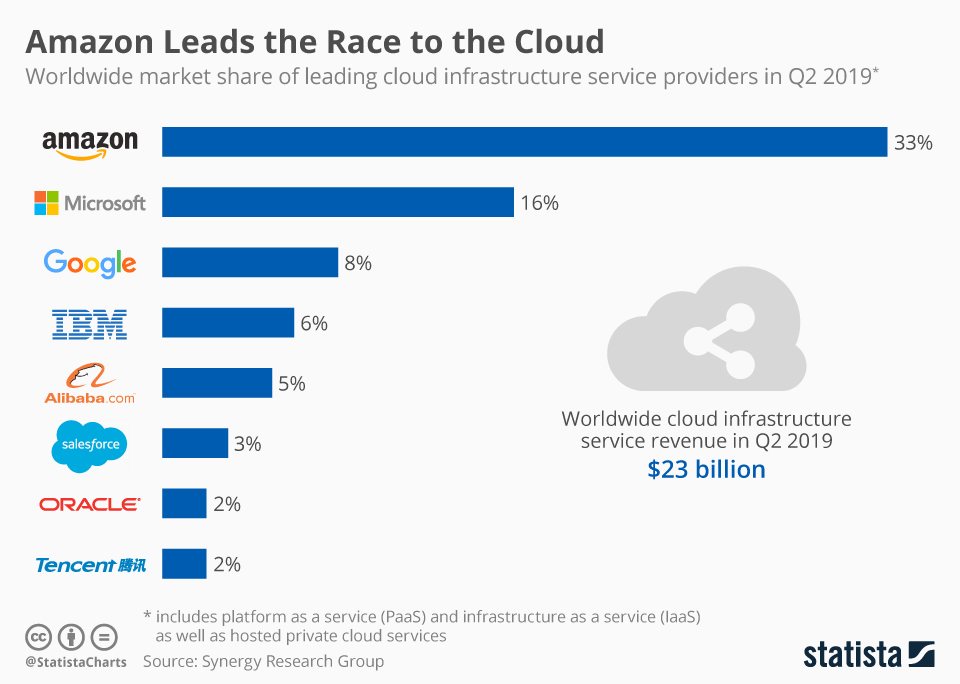 Amazon Leads the Race to the Cloud
Worldwide market share of leading cloud infrastructure service providers in Q2 2019*
amazon
33%
Microsoft
16%
Google
8%
IBM
6%
Alibaba.com
5%
salesforce
3%
ORACLE®
2%
Tencent 腾讯
2%
Worldwide cloud infrastructure
service revenue in Q2 2019
$23 billion
* includes platform as a service (PaaS) and infrastructure as a service (IaaS)
as well as hosted private cloud services
cc
@StatistaCharts
Source: Synergy Research Group
statista